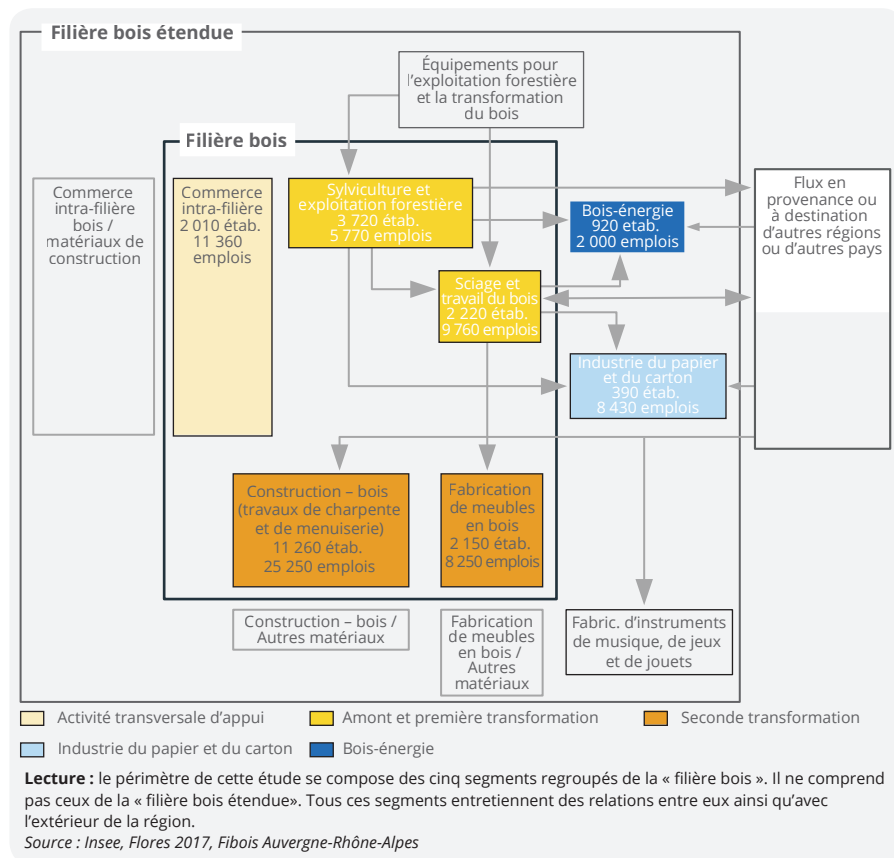 Filière bois étendue
Équipements pour
l'exploitation forestière
et la transformation
du bois
Filière bois
Commerce
intra-filière
bois /
matériaux de
construction
Commerce
intra-filière
2 010 étab.
11 360
emplois
Sylviculture et
exploitation forestière
3 720 étab.
5 770 emplois
Bois-énergie
920 etab.
2 000 emplois
Flux en
provenance ou
à destination
d'autres régions
ou d'autres pays
Sciage et
travail du bois
2 220 étab.
9 760 emplois
Industrie du papier
et du carton
390 étab.
8 430 emplois
Construction – bois
(travaux de charpente
et de menuiserie)
11 260 étab.
25 250 emplois
Fabrication
de meubles
en bois
2 150 étab.
8 250 emplois
Construction – bois /
Autres matériaux
Fabrication
de meubles
en bois /
Autres
matériaux
Fabric. d'instruments
de musique, de jeux
et de jouets
Activité transversale d'appui
Amont et première transformation
Seconde transformation
Industrie du papier et du carton
Bois-énergie
Lecture : le périmètre de cette étude se compose des cinq segments regroupés de la « filière bois ». Il ne comprend
pas ceux de la « filière bois étendue». Tous ces segments entretiennent des relations entre eux ainsi qu'avec
l'extérieur de la région.
Source : Insee, Flores 2017, Fibois Auvergne-Rhône-Alpes